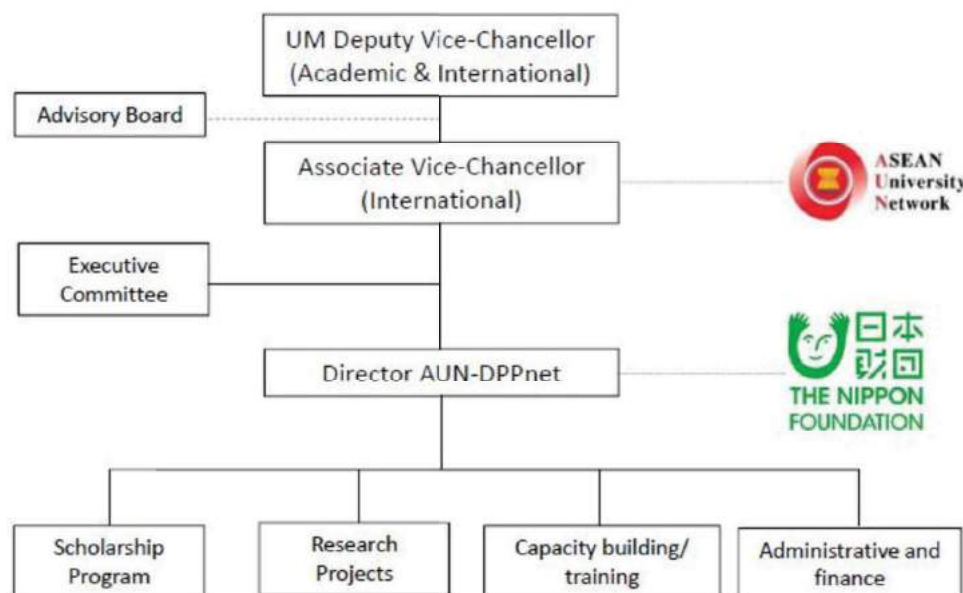 UM Deputy Vice-Chancellor
(Academic & International)
Advisory Board
Associate Vice-Chancellor
(International)
ASEAN
University
Network
Executive
Committee
Director AUN-DPPnet
日本
財団
THE NIPPON
FOUNDATION
Scholarship
Program
Research
Projects
Capacity building/
training
Administrative and
finance